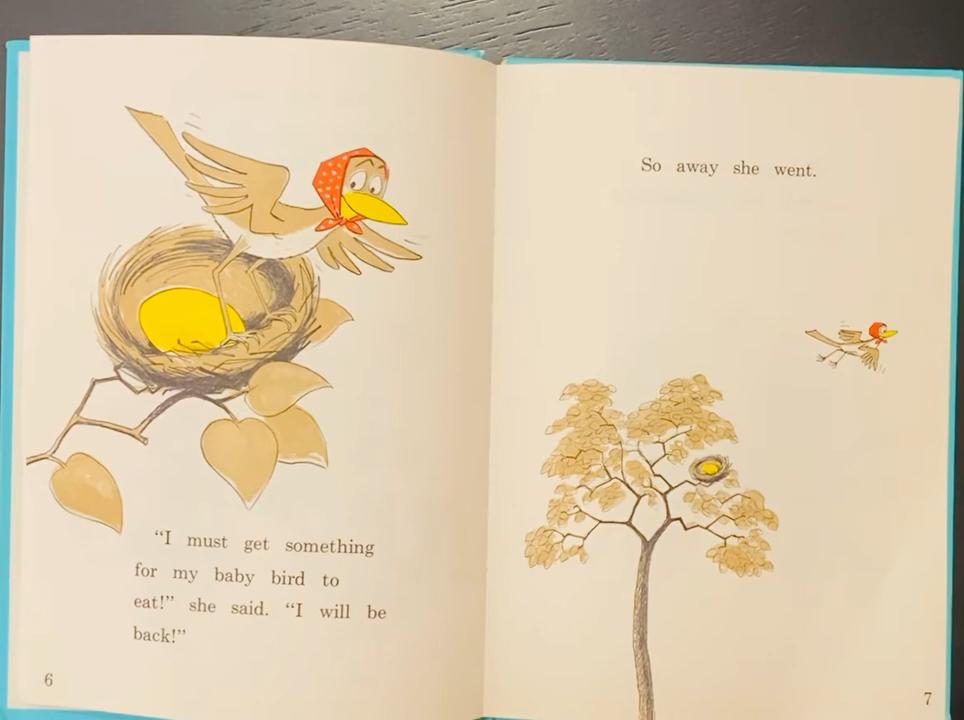 “I must get something
for my baby bird to
eat!” she said. “I will be
back!”
6
So away she went.
7